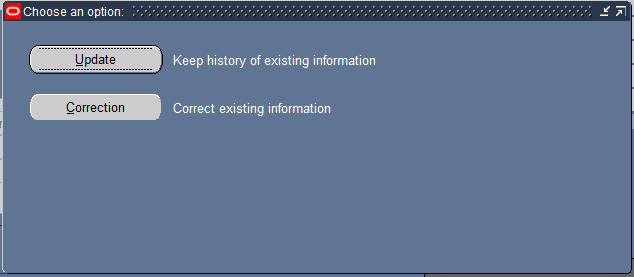 Choose an option:
Update Keep history of existing information
Correction Correct existing information